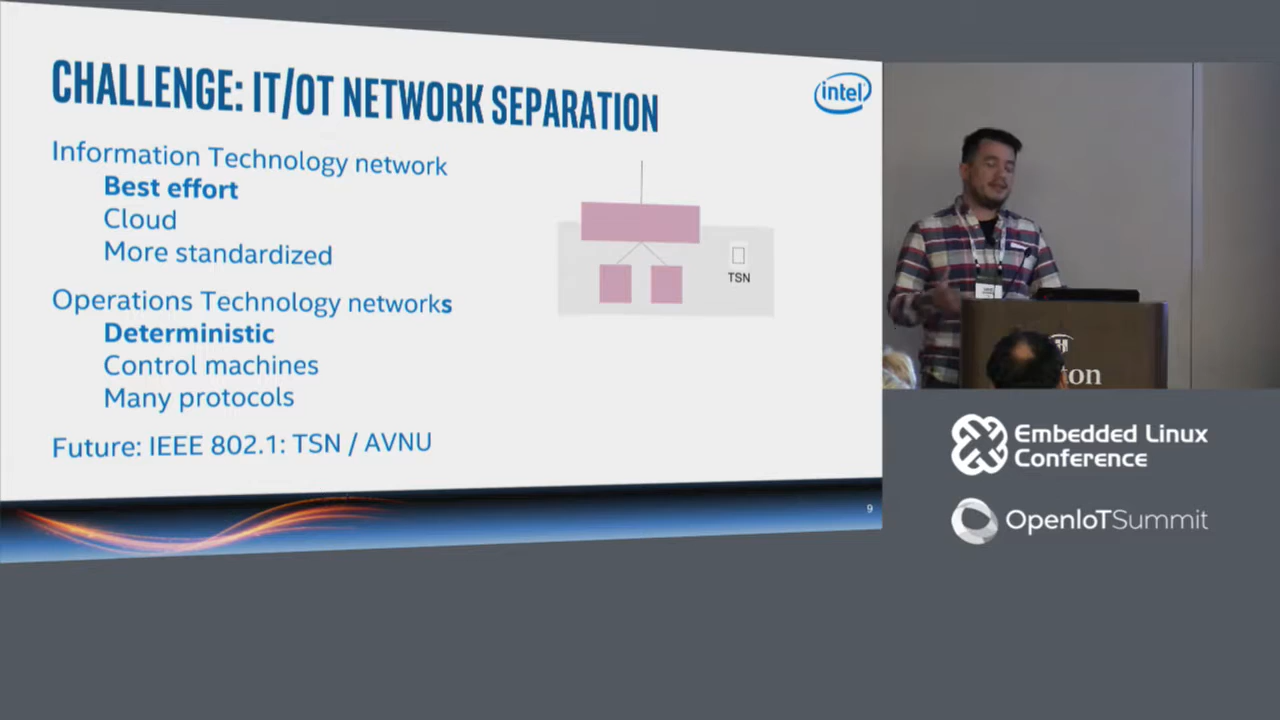 CHALLENGE: IT/OT NETWORK SEPARATION
intel
Information Technology network
Best effort
Cloud
More standardized
Operations Technology networks
Deterministic
Control machines
Many protocols
Future: IEEE 802.1: TSN / AVNU
TSN
9
ton
Embedded Linux
Conference
OpenIoTSummit